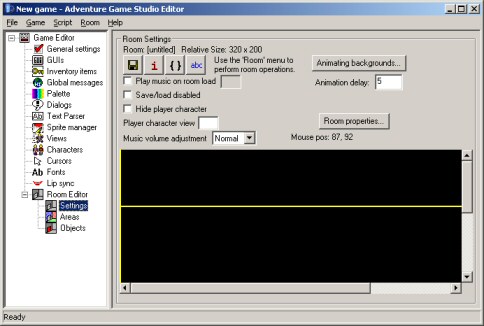 New game - Adventure Game Studio Editor
File Game Script Room Help
Game Editor
General settings
GUIs
Inventory items
Global messages
Palette
Dialogs
Text Parser
Sprite manager
Views
Characters
Cursors
Fonts
Lip sync
Room Editor
Settings
Areas
Objects
Room Settings
Room: [untitled] Relative Size: 320 x 200
i { } abc
Use the 'Room' menu to
perform room operations.
Animating backgrounds...
Play music on room load
Animation delay: 5
Save/load disabled
Hide player character
Player character view
Room properties...
Music volume adjustment Normal
Mouse pos: 87, 92
Ready